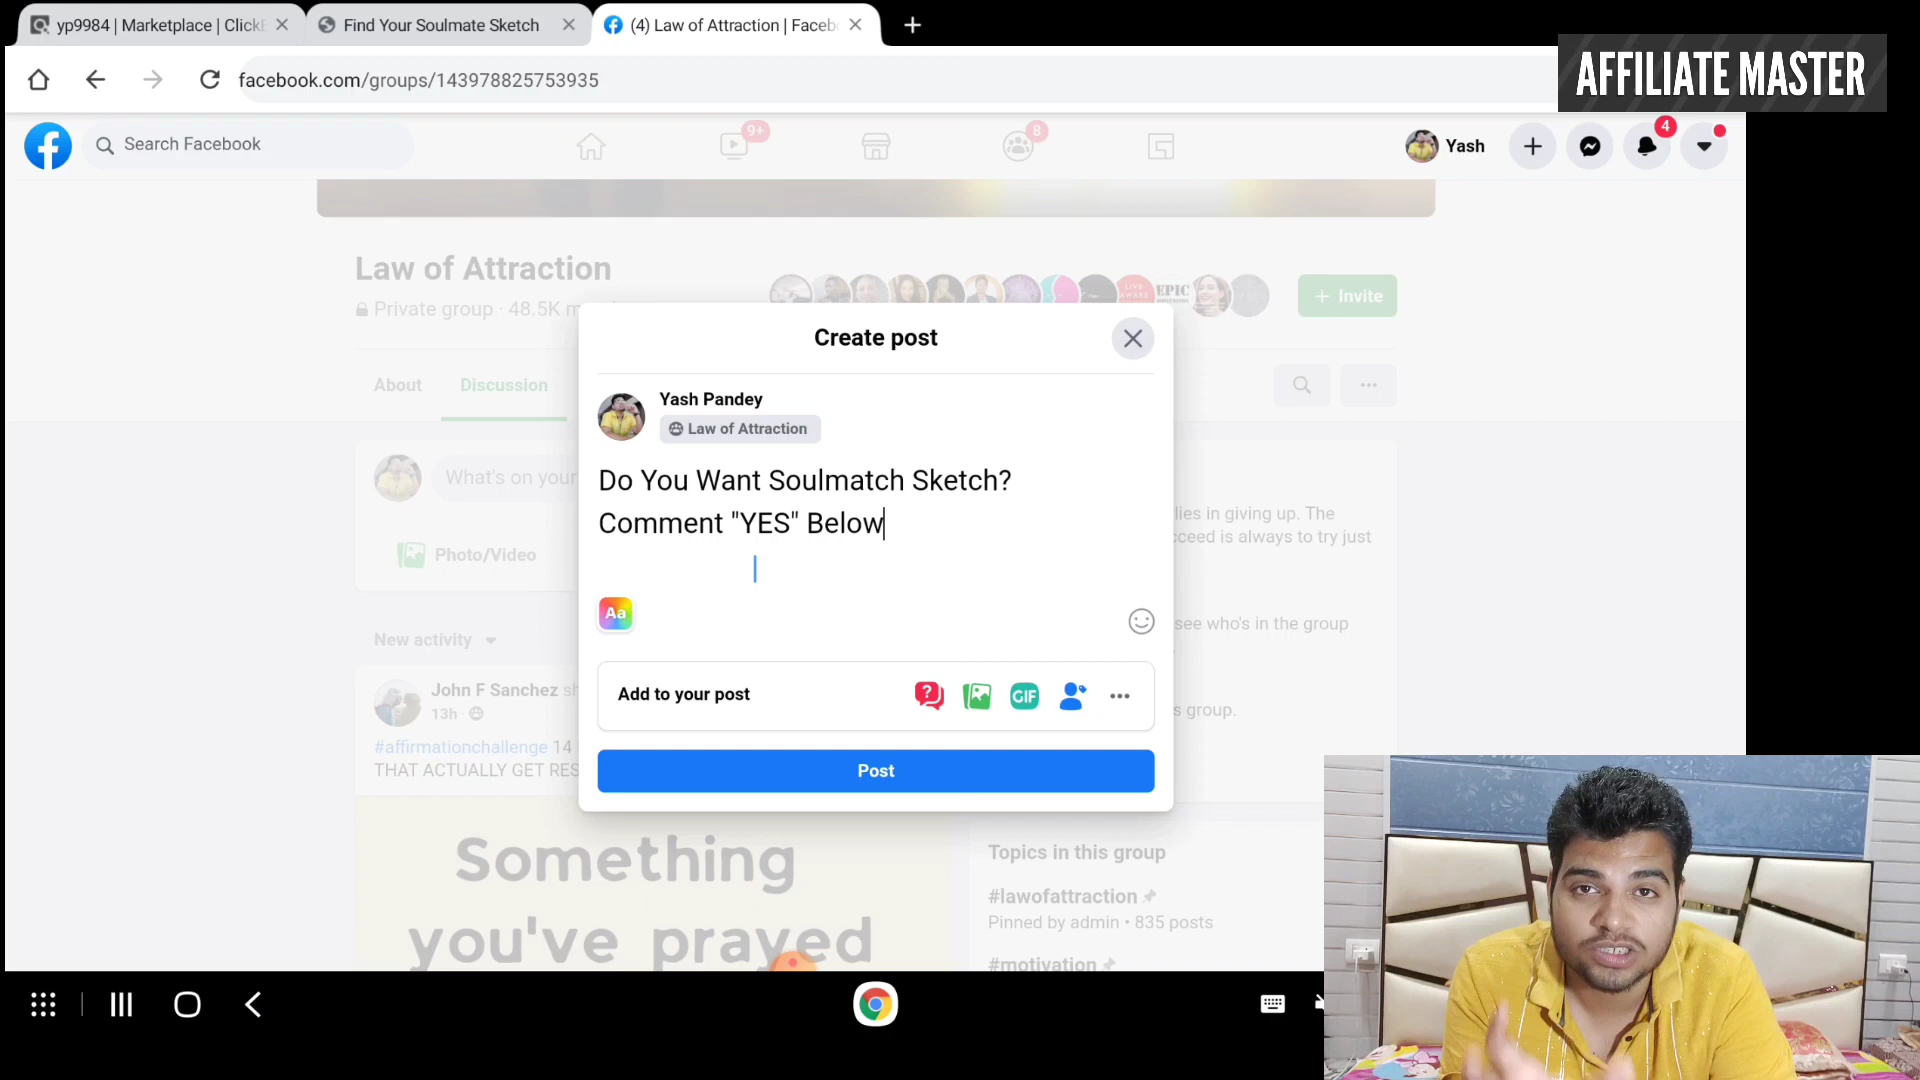 yp9984 | Marketplace | Click
Find Your Soulmate Sketch
(4) Law of Attraction | Faceb
facebook.com/groups/143978825753935
AFFILIATE MASTER
Search Facebook
9+
8
Yash
4
Law of Attraction
Private group · 48.5K m
LIVE
AWARE
EPIC
+ Invite
Create post
About
Discussion
Yash Pandey
Law of Attraction
What's on your
Do You Want Soulmatch Sketch?
Comment "YES" Below
lies in giving up. The
cceed is always to try just
Photo/Video
Aa
see who's in the group
New activity
John F Sanchez sh
13h ·
Add to your post
GIF
s group.
#affirmationchallenge 14
THAT ACTUALLY GET RES
Post
Something
you've prayed
Topics in this group
#lawofattraction
Pinned by admin • 835 posts
#motivation